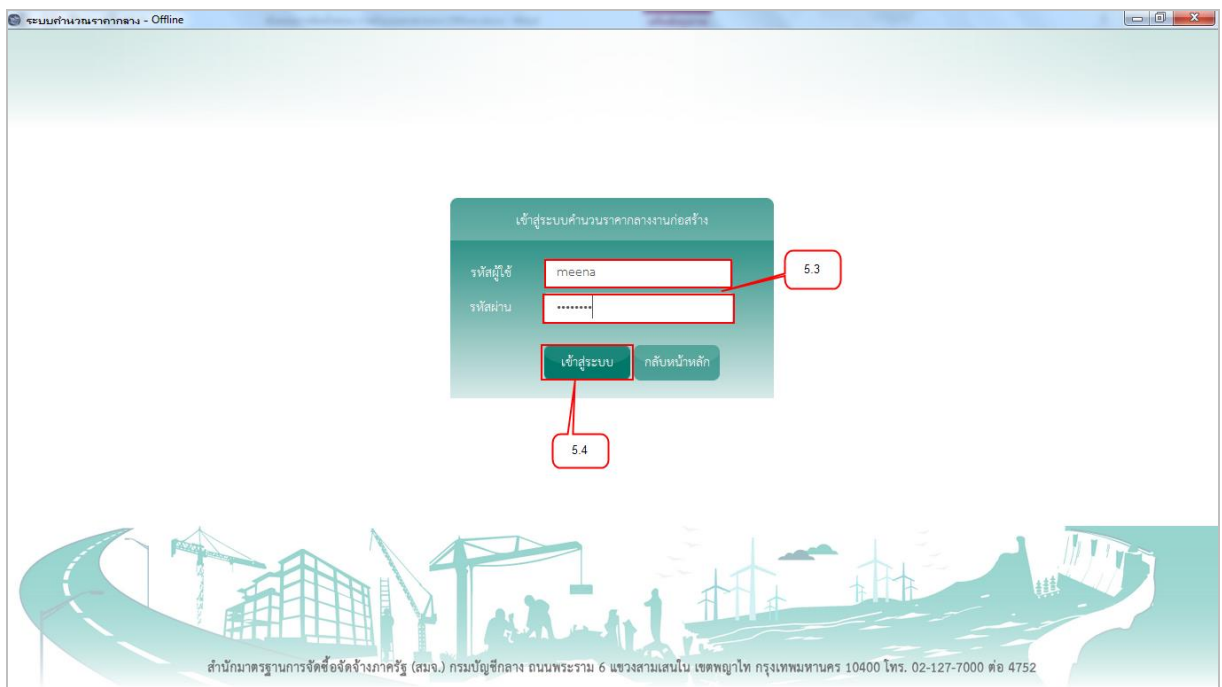 ระบบคำนวณราคากลาง - Offline
เข้าสู่ระบบคำนวนราคากลางงานก่อสร้าง
รหัสผู้ใช้ meena 5.3
รหัสผ่าน ••••••••
เข้าสู่ระบบ กลับหน้าหลัก
5.4
สำนักมาตรฐานการจัดซื้อจัดจ้างภาครัฐ (สมจ.) กรมบัญชีกลาง ถนนพระราม 6 แขวงสามเสนใน เขตพญาไท กรุงเทพมหานคร 10400 โทร. 02-127-7000 ต่อ 4752